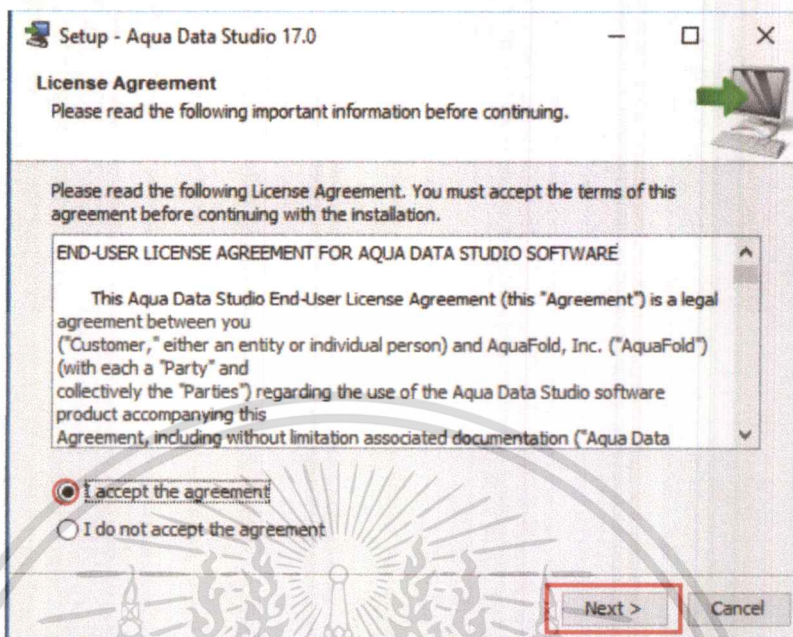 Setup - Aqua Data Studio 17.0
License Agreement
Please read the following important information before continuing.
Please read the following License Agreement. You must accept the terms of this
agreement before continuing with the installation.
END-USER LICENSE AGREEMENT FOR AQUA DATA STUDIO SOFTWARE
This Aqua Data Studio End-User License Agreement (this "Agreement") is a legal
agreement between you
("Customer," either an entity or individual person) and AquaFold, Inc. ("AquaFold")
(with each a "Party" and
collectively the "Parties") regarding the use of the Aqua Data Studio software
product accompanying this
Agreement, including without limitation associated documentation ("Aqua Data
I accept the agreement
I do not accept the agreement
Next >
Cancel